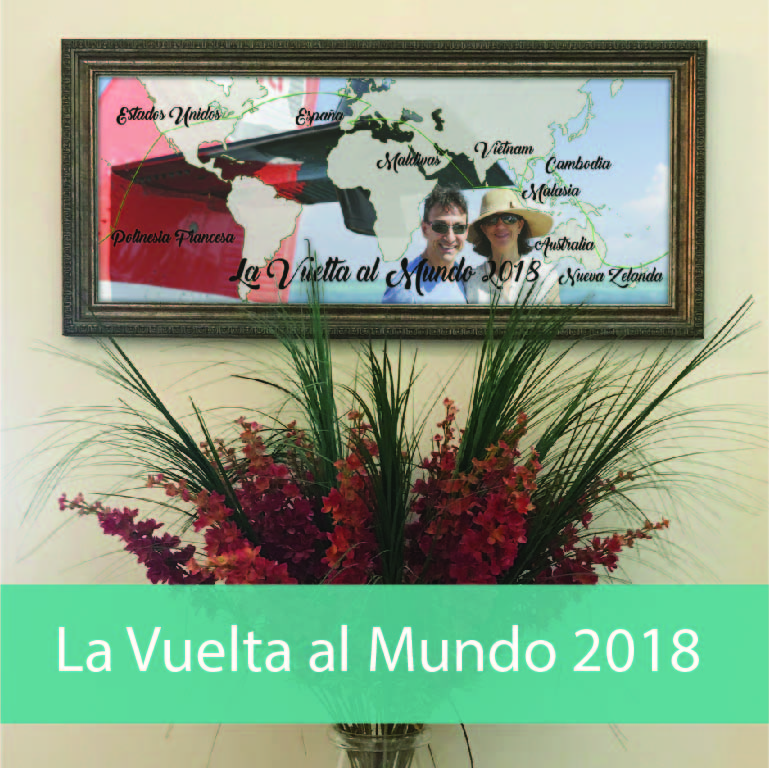 Estados Unidos
España
Maldivas
Vietnam
Cambodia
Malasia
Polinesia Francesa
Australia
La Vuelta al Mundo 2018
Nueva Zelanda
La Vuelta al Mundo 2018